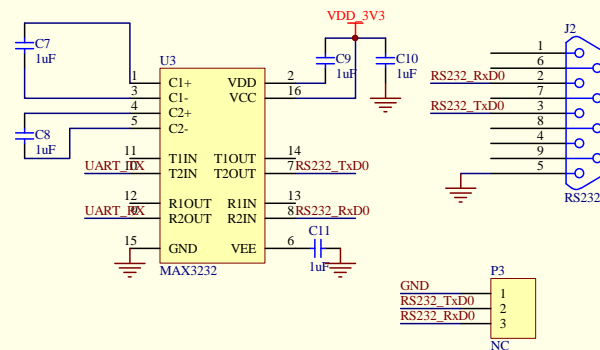 VDD_3V3
C7
1uF
U3
C9
1uF
C10
1uF
1 C1+ VDD 2
3 C1- VCC 16
4 C2+
5 C2-
C8
1uF
11 T1IN T1OUT 14
UART_TX 10 T2IN T2OUT 7 RS232_TxD0
12 R1OUT R1IN 13
UART_RX 9 R2OUT R2IN 8 RS232_RxD0
15 GND VEE 6
C11
1uF
MAX3232
J2
1
6
RS232_RxD0 2
7
RS232_TxD0 3
8
4
9
5
RS232
P3
GND 1
RS232_TxD0 2
RS232_RxD0 3
NC